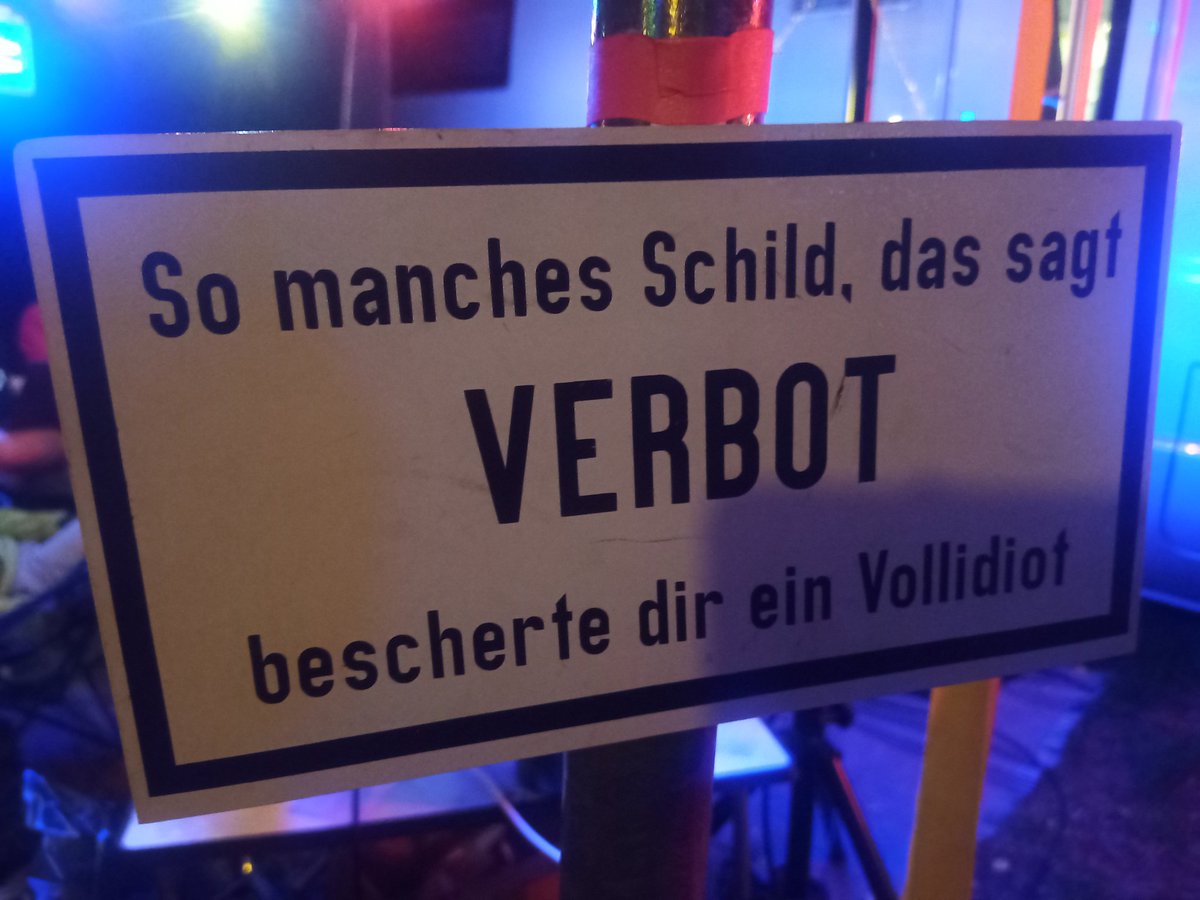 So manches Schild, das sagt
VERBOT
bescherte dir ein Vollidiot